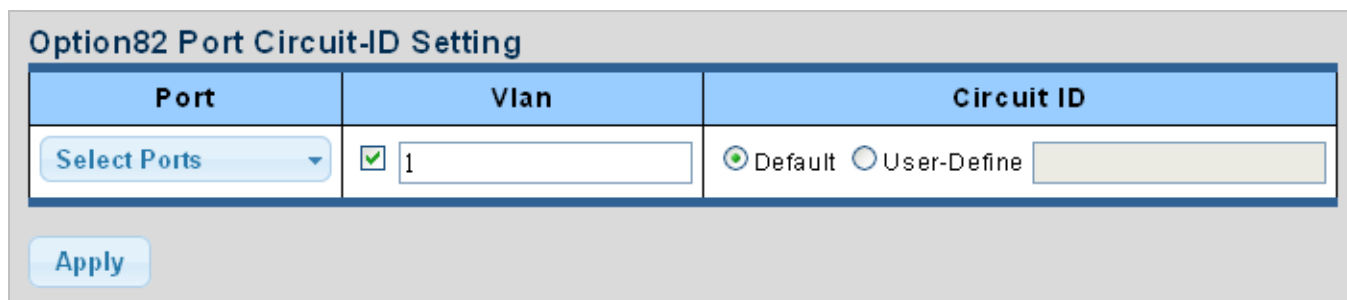 Option82 Port Circuit-ID Setting
Port Vlan Circuit ID
Select Ports 1 Default User-Define
Apply